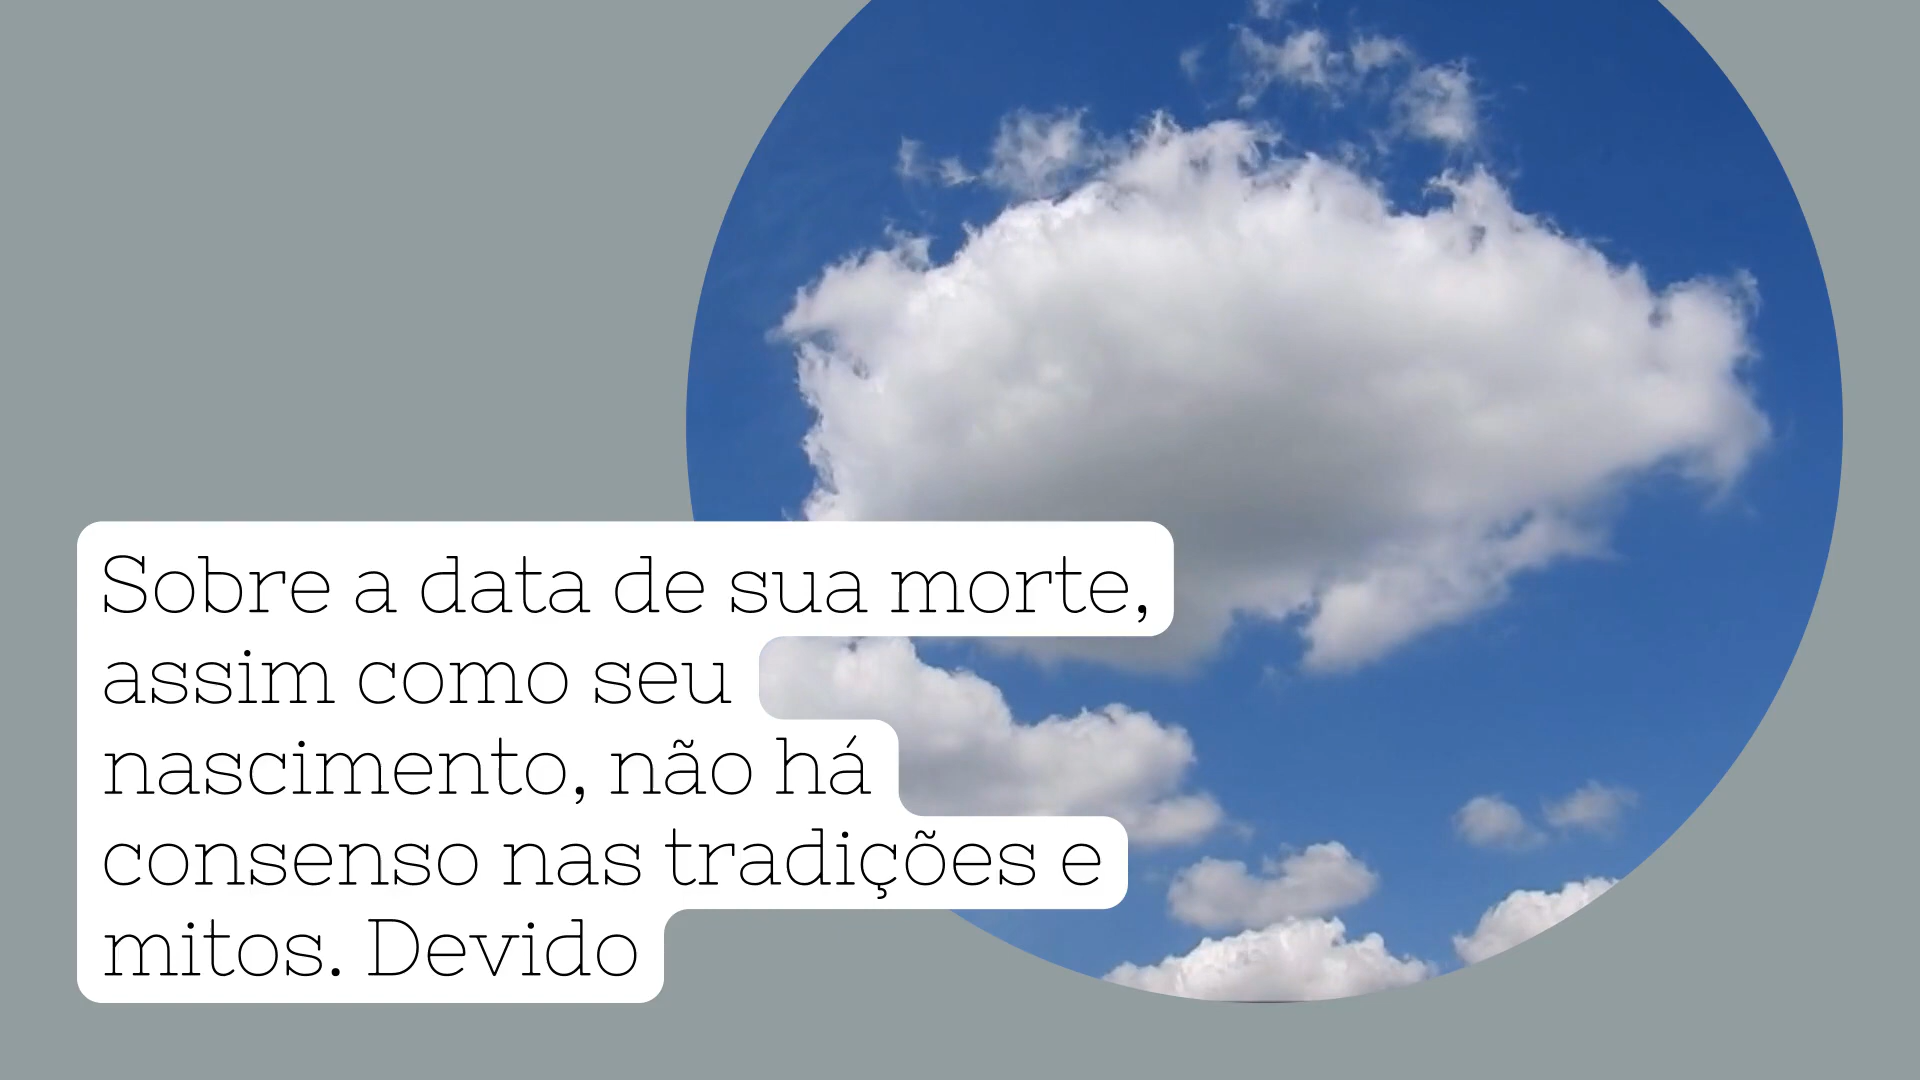 Sobre a data de sua morte,
assim como seu
nascimento, não há
consenso nas tradições e
mitos. Devido